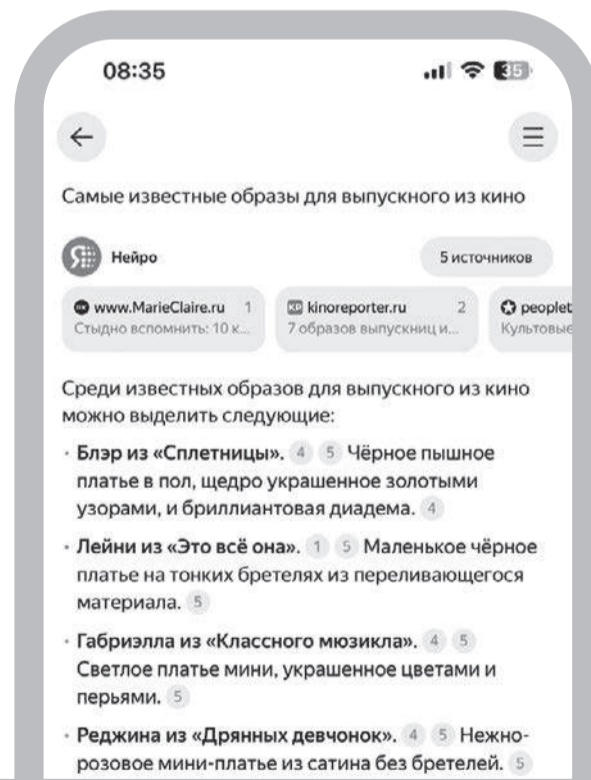 08:35
35
Самые известные образы для выпускного из кино
Нейро
5 источников
www.MarieClaire.ru 1
Стыдно вспомнить: 10 к...
KP kinoreporter.ru 2
7 образов выпускниц и...
peoplet
Культовые
Среди известных образов для выпускного из кино
можно выделить следующие:
· Блэр из «Сплетницы». 4 5 Чёрное пышное
платье в пол, щедро украшенное золотыми
узорами, и бриллиантовая диадема. 4
· Лейни из «Это всё она». 1 5 Маленькое чёрное
платье на тонких бретелях из переливающегося
материала. 5
· Габриэлла из «Классного мюзикла». 4 5
Светлое платье мини, украшенное цветами и
перьями. 5
· Реджина из «Дрянных девчонок». 4 5 Нежно-
розовое мини-платье из сатина без бретелей. 5